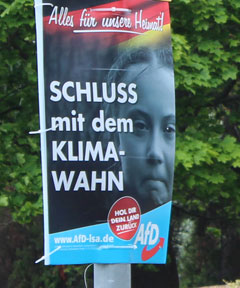 Alles für unsere Heimat!
SCHLUSS
mit dem
KLIMA-
WAHN
HOL DIR
DEIN LAND
ZURÜCK
www.AfD-lsa.de
AfD